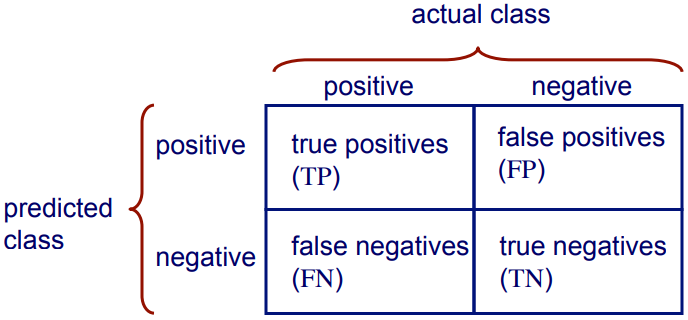 actual class
positive negative
positive
true positives
(TP)
false positives
(FP)
predicted
class
negative
false negatives
(FN)
true negatives
(TN)